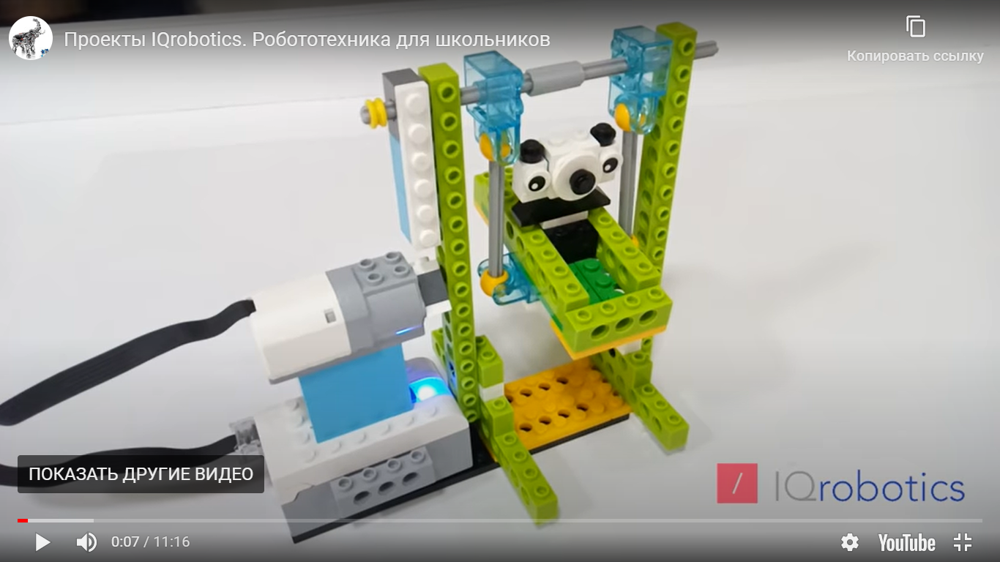 Проекты IQrobotics. Робототехника для школьников
Копировать ссылку
ПОКАЗАТЬ ДРУГИЕ ВИДЕО
/ IQrobotics
0:07 / 11:16
YouTube